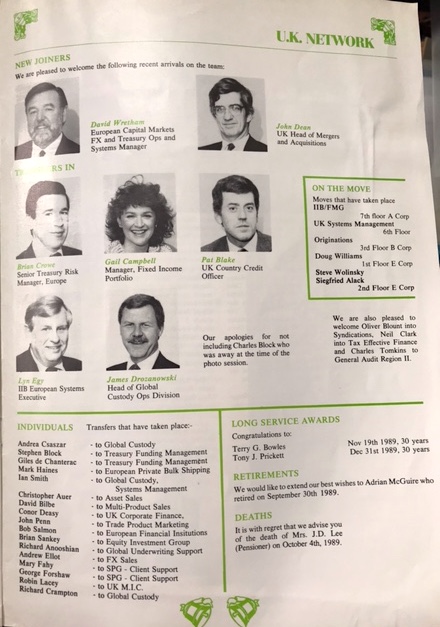 U.K. NETWORK
NEW JOINERS
We are pleased to welcome the following recent arrivals on the team:
David Wretham
European Capital Markets
FX and Treasury Ops and
Systems Manager
John Dean
UK Head of Mergers
and Acquisitions
IN
Brian Crowe
Senior Treasury Risk
Manager, Europe
Gail Campbell
Manager, Fixed Income
Portfolio
Pat Blake
UK Country Credit
Officer
ON THE MOVE
Moves that have taken place
IIB/FMG
7th floor A Corp
UK Systems Management
6th Floor
Originations
3rd Floor B Corp
Doug Williams
1st Floor E Corp
Steve Wolinsky
Siegfried Alack
2nd Floor E Corp
Lyn Egy
IIB European Systems
Executive
James Drozanowski
Head of Global
Custody Ops Division
Our apologies for not
including Charles Block who
was away at the time of the
photo session.
We are also pleased to
welcome Oliver Blount into
Syndications, Neil Clark
into Tax Effective Finance
and Charles Tomkins to
General Audit Region II.
INDIVIDUALS Transfers that have taken place:-
Andrea Csaszar - to Global Custody
Stephen Block - to Treasury Funding Management
Giles de Chanterac - to Treasury Funding Management
Mark Haines - to European Private Bulk Shipping
Ian Smith - to Global Custody,
Systems Management
Christopher Auer - to Asset Sales
David Bilbe - to Multi-Product Sales
Conor Deasy - to UK Corporate Finance,
John Penn - to Trade Product Marketing
Bob Salmon - to European Financial Insitutions
Brian Sankey - to Equity Investment Group
Richard Anooshian - to Global Underwriting Support
Andrew Ellot - to FX Sales
Mary Fahy - to SPG - Client Support
George Forshaw - to SPG - Client Support
Robin Lacey - to UK M.I.C.
Richard Crampton - to Global Custody
LONG SERVICE AWARDS
Congratulations to:
Terry G. Bowles Nov 19th 1989, 30 years
Tony J. Prickett Dec 31st 1989, 30 years
RETIREMENTS
We would like to extend our best wishes to Adrian McGuire who
retired on September 30th 1989.
DEATHS
It is with regret that we advise you
of the death of Mrs. J.D. Lee
(Pensioner) on October 4th, 1989.